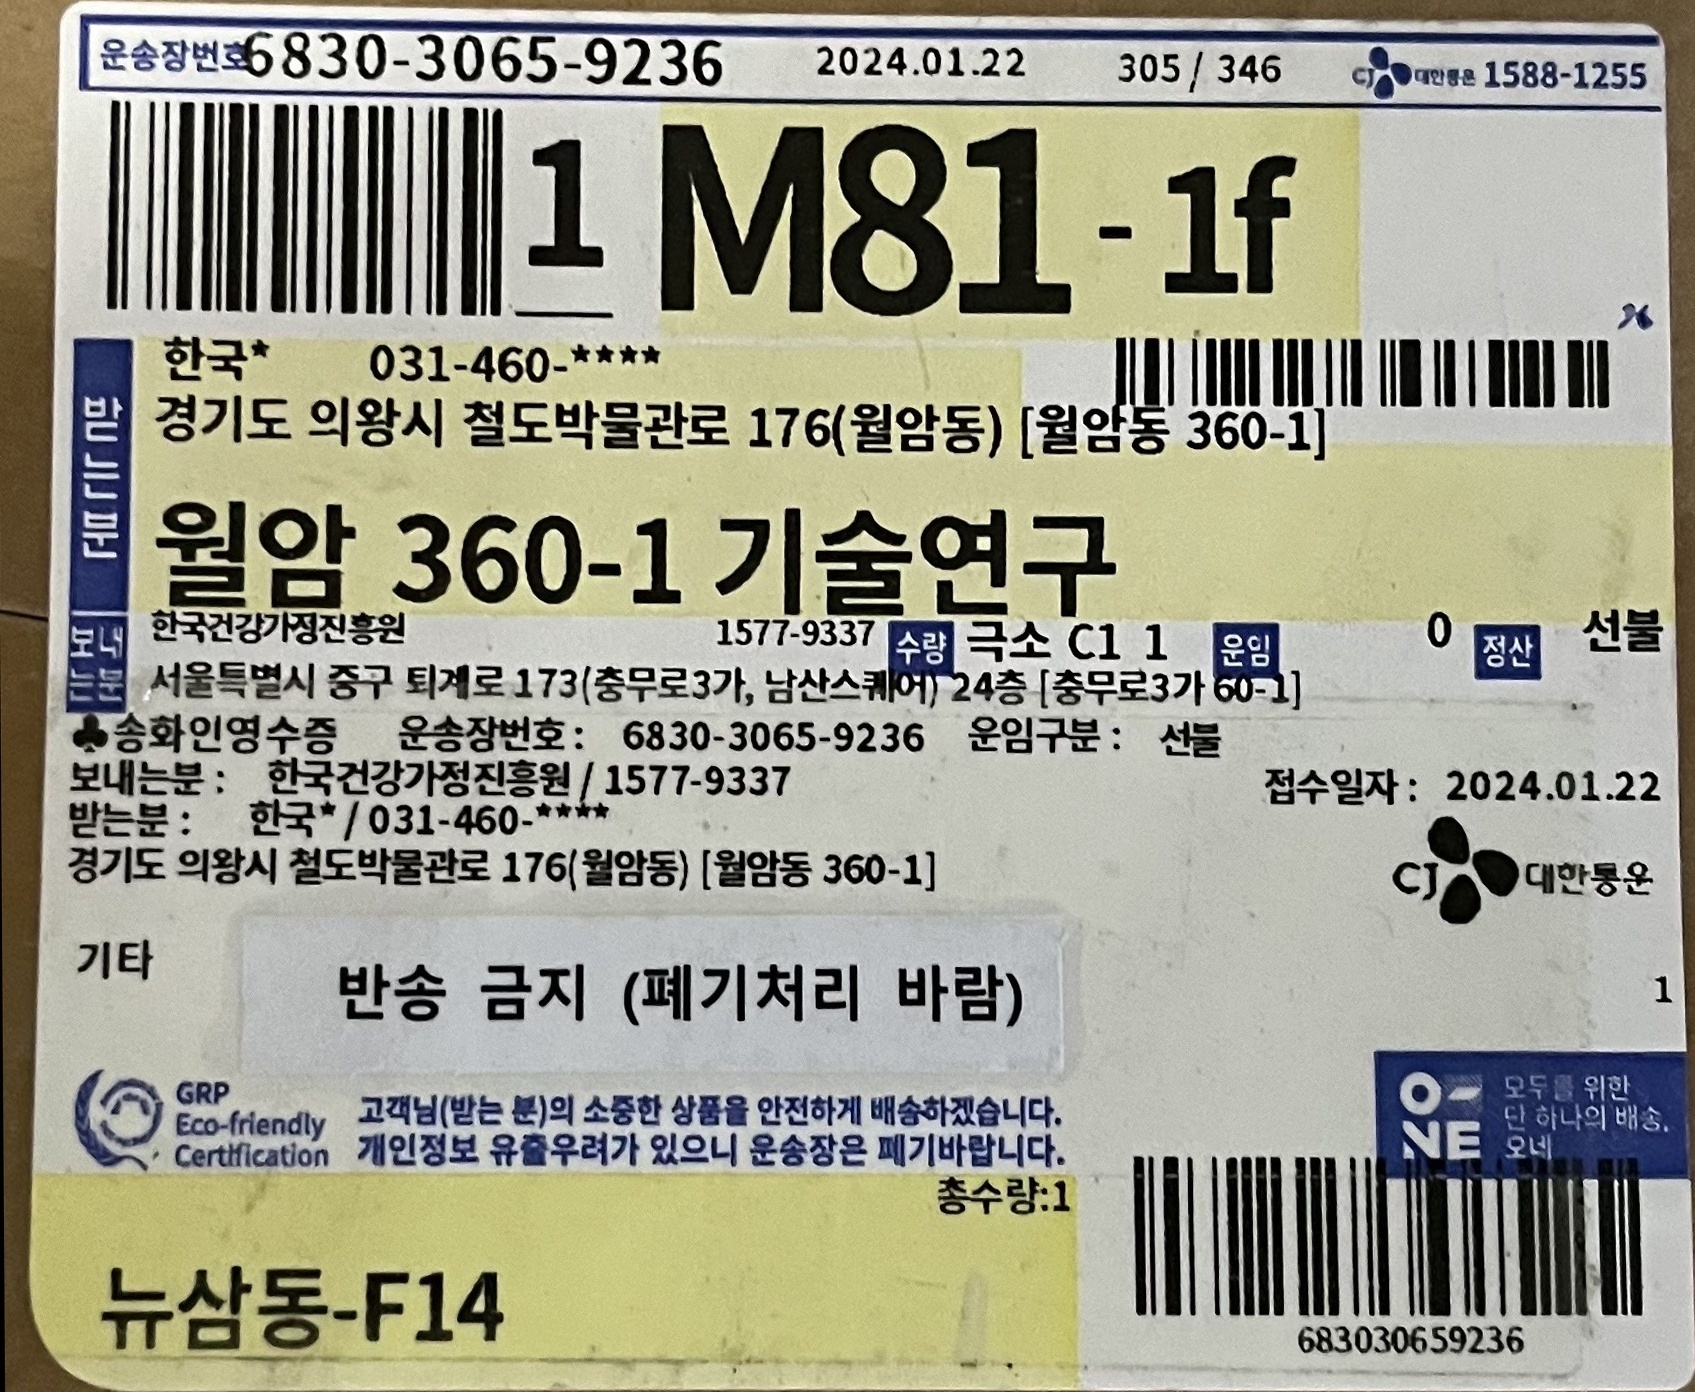 운송장번호 6830-3065-9236 2024.01.22 305 / 346 CJ대한통운 1588-1255
1 M81 - 1f
한국* 031-460-****
경기도 의왕시 철도박물관로 176(월암동) [월암동 360-1]
받는분
월암 360-1 기술연구
보내는분
한국건강가정진흥원 1577-9337 수량 극소 C1 1 운임 0 정산 선불
서울특별시 중구 퇴계로 173(충무로3가, 남산스퀘어) 24층 [충무로3가 60-1]
♣송화인영수증 운송장번호 : 6830-3065-9236 운임구분 : 선불
보내는분 : 한국건강가정진흥원 / 1577-9337 접수일자 : 2024.01.22
받는분 : 한국* / 031-460-****
경기도 의왕시 철도박물관로 176(월암동) [월암동 360-1]
CJ대한통운
기타
반송 금지 (폐기처리 바람)
1
GRP
Eco-friendly
Certification
고객님(받는 분)의 소중한 상품을 안전하게 배송하겠습니다.
개인정보 유출우려가 있으니 운송장은 폐기바랍니다.
O-NE
모두를 위한
단 하나의 배송,
오네
총수량:1
뉴삼동-F14
683030659236